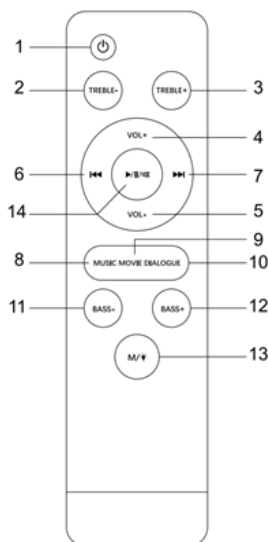 1
2 TREBLE- TREBLE+ 3
VOL+ 4
6 7
14
VOL- 5
9
8 MUSIC MOVIE DIALOGUE 10
11 BASS- BASS+ 12
M/ 13